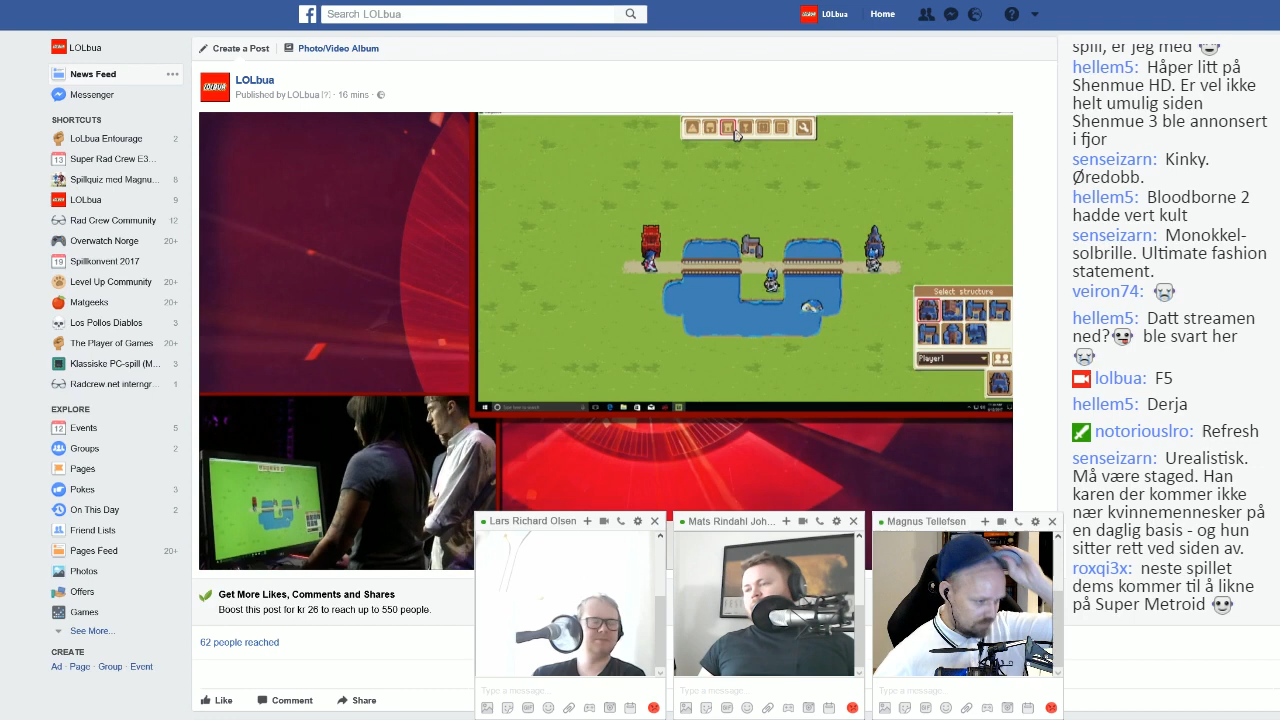 Search LOLbua
LOLbua
Home
LOLbua
News Feed
Messenger
SHORTCUTS
LoLbua Entourage 2
Super Rad Crew E3...
Spillquiz med Magnu... 8
LOLbua 9
Rad Crew Community 12
Overwatch Norge 20+
Spillkonvent 2017
Level Up Community 20+
Matgeeks 20+
Los Pollos Diablos 3
The Player of Games 20+
Klassiske PC-spill (M... 3
Radcrew.net interngr... 1
EXPLORE
Events 5
Groups 2
Pages
Pokes 3
On This Day 2
Friend Lists
Pages Feed 20+
Photos
Offers
Games
See More...
CREATE
Ad · Page · Group · Event
Create a Post
Photo/Video Album
LOLbua
Published by LOLbua [?] · 16 mins ·
Select structure
Player1
Get More Likes, Comments and Shares
Boost this post for kr 26 to reach up to 550 people.
62 people reached
Like Comment Share
Lars Richard Olsen
Type a message...
Mats Rindahl Joh...
Type a message...
Magnus Tellefsen
Type a message...
spill, er jeg med
hellem5: Håper litt på
Shenmue HD. Er vel ikke
helt umulig siden
Shenmue 3 ble annonsert
i fjor
senseizarn: Kinky.
Øredobb.
hellem5: Bloodborne 2
hadde vert kult
senseizarn: Monokkel-
solbrille. Ultimate fashion
statement.
veiron74:
hellem5: Datt streamen
ned? ble svart her
lolbua: F5
hellem5: Derja
notoriouslro: Refresh
senseizarn: Urealistisk.
Må være staged. Han
karen der kommer ikke
nær kvinnemennesker på
en daglig basis - og hun
sitter rett ved siden av.
roxqi3x: neste spillet
dems kommer til å likne
på Super Metroid